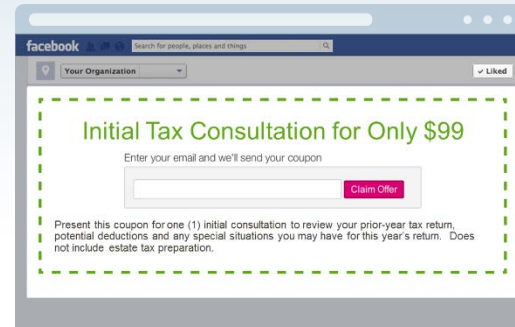 facebook
Search for people, places and things
Your Organization
✓ Liked
Initial Tax Consultation for Only $99
Enter your email and we'll send your coupon
Claim Offer
Present this coupon for one (1) initial consultation to review your prior-year tax return,
potential deductions and any special situations you may have for this year's return. Does
not include estate tax preparation.